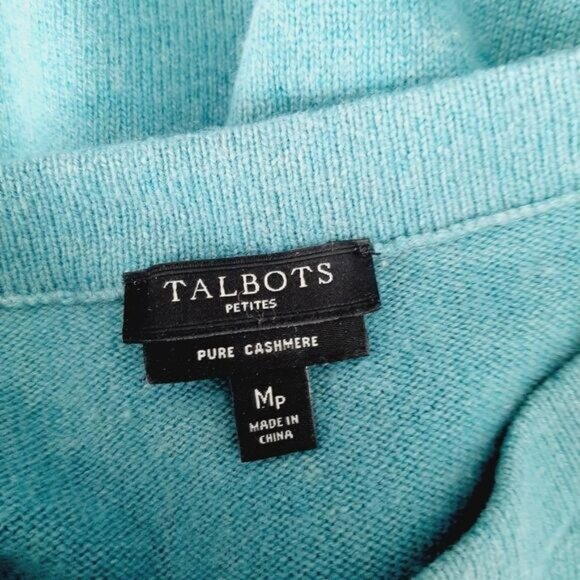 TALBOTS
PETITES
PURE CASHMERE
MP
MADE IN
CHINA